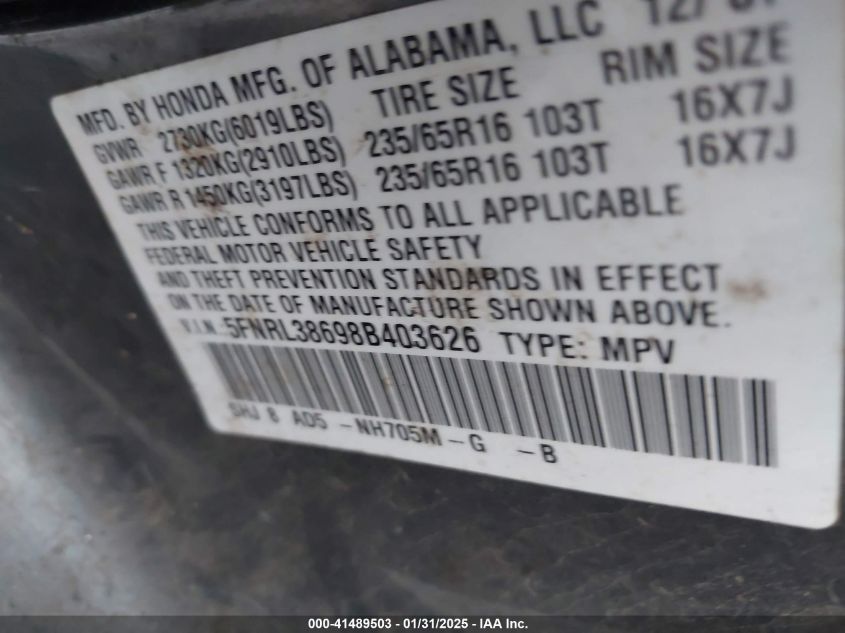 MFD. BY HONDA MFG. OF ALABAMA, LLC 12/
GVWR 2730KG(6019LBS) TIRE SIZE RIM SIZE
GAWR F 1320KG(2910LBS) 235/65R16 103T 16X7J
GAWR R 1450KG(3197LBS) 235/65R16 103T 16X7J
THIS VEHICLE CONFORMS TO ALL APPLICABLE
FEDERAL MOTOR VEHICLE SAFETY
AND THEFT PREVENTION STANDARDS IN EFFECT
ON THE DATE OF MANUFACTURE SHOWN ABOVE.
V.I.N. 5FNRL38698B403626 TYPE: MPV
SHJ 8 AD5 -NH705M-G -B
000-41489503 - 01/31/2025 - IAA Inc.